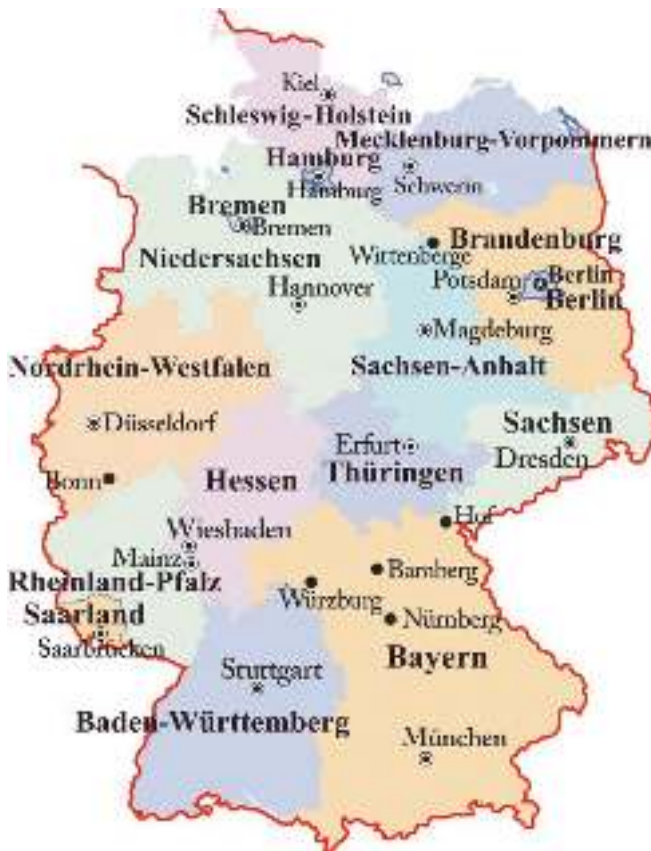 Kiel
Schleswig-Holstein
Mecklenburg-Vorpommern
Hamburg
Hamburg
Schwerin
Bremen
Bremen
Wittenberge
Brandenburg
Niedersachsen
Potsdam
Berlin
Berlin
Hannover
Magdeburg
Nordrhein-Westfalen
Sachsen-Anhalt
Düsseldorf
Sachsen
Erfurt
Dresden
Thüringen
Bonn
Hessen
Hof
Wiesbaden
Mainz
Bamberg
Rheinland-Pfalz
Würzburg
Saarland
Nürnberg
Saarbrücken
Bayern
Stuttgart
Baden-Württemberg
München